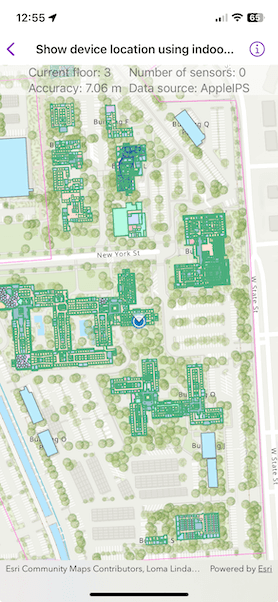 12:55
65
Show device location using indoo...
Current floor: 3 Number of sensors: 0
Accuracy: 7.06 m Data source: AppleIPS
Building Q
New York St
W State St
W State St.
Esri Community Maps Contributors, Loma Linda... Powered by Esri